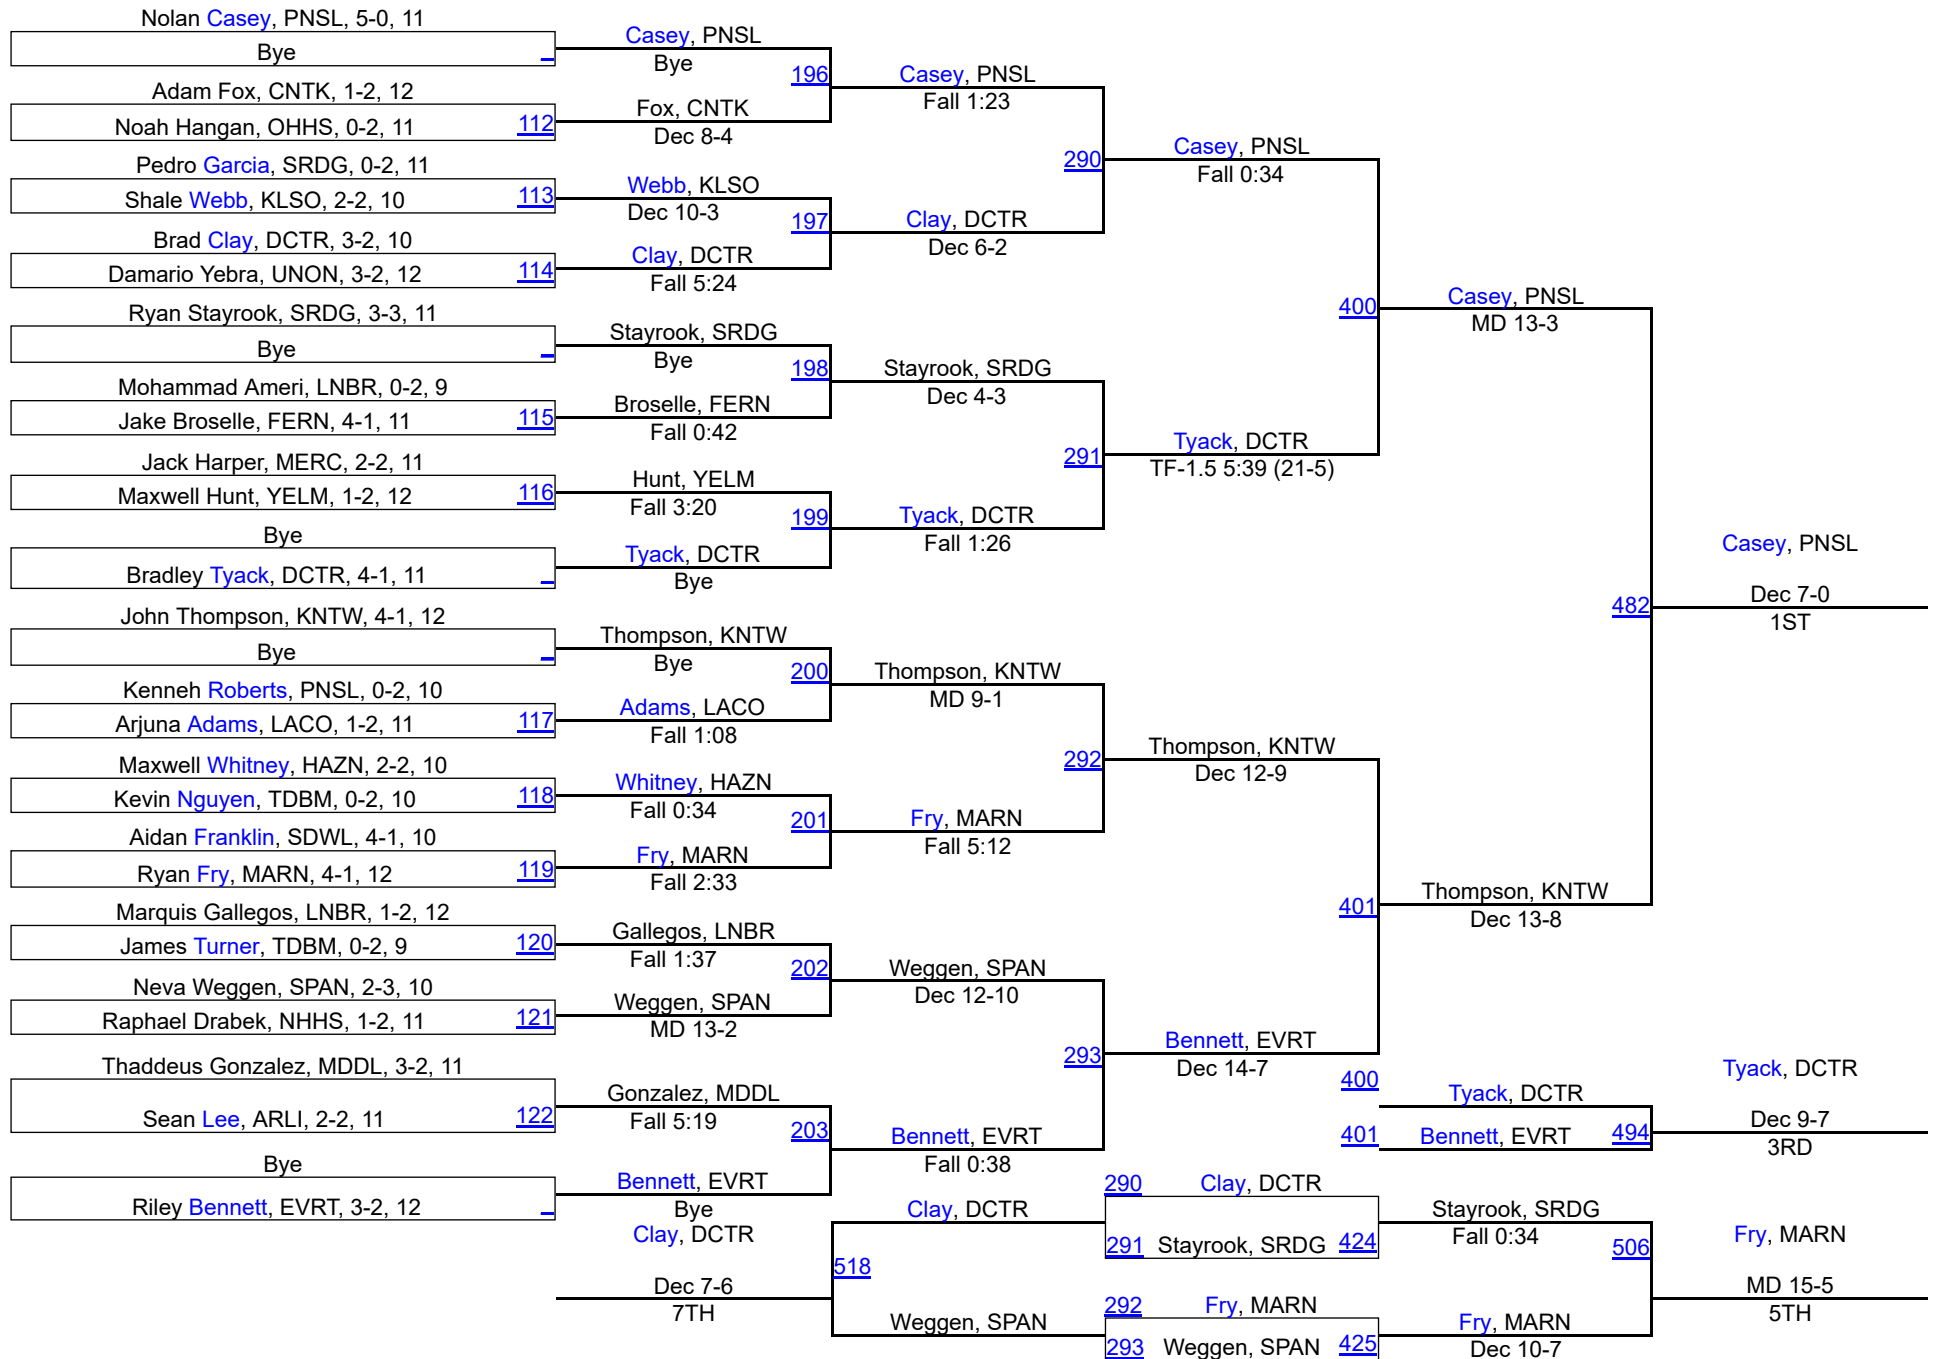 Nolan Casey, PNSL, 5-0, 11
Bye
Adam Fox, CNTK, 1-2, 12
Noah Hangan, OHHS, 0-2, 11 112
Pedro Garcia, SRDG, 0-2, 11
Shale Webb, KLSO, 2-2, 10 113
Brad Clay, DCTR, 3-2, 10
Damario Yebra, UNON, 3-2, 12 114
Ryan Stayrook, SRDG, 3-3, 11
Bye
Mohammad Ameri, LNBR, 0-2, 9
Jake Broselle, FERN, 4-1, 11 115
Jack Harper, MERC, 2-2, 11
Maxwell Hunt, YELM, 1-2, 12 116
Bye
Bradley Tyack, DCTR, 4-1, 11
John Thompson, KNTW, 4-1, 12
Bye
Kenneh Roberts, PNSL, 0-2, 10
Arjuna Adams, LACO, 1-2, 11 117
Maxwell Whitney, HAZN, 2-2, 10
Kevin Nguyen, TDBM, 0-2, 10 118
Aidan Franklin, SDWL, 4-1, 10
Ryan Fry, MARN, 4-1, 12 119
Marquis Gallegos, LNBR, 1-2, 12
James Turner, TDBM, 0-2, 9 120
Neva Weggen, SPAN, 2-3, 10
Raphael Drabek, NHHS, 1-2, 11 121
Thaddeus Gonzalez, MDDL, 3-2, 11
Sean Lee, ARLI, 2-2, 11 122
Bye
Riley Bennett, EVRT, 3-2, 12
Casey, PNSL
Bye
196
Fox, CNTK
Dec 8-4
Webb, KLSO
Dec 10-3
197
Clay, DCTR
Fall 5:24
Stayrook, SRDG
Bye
198
Broselle, FERN
Fall 0:42
Hunt, YELM
Fall 3:20
199
Tyack, DCTR
Bye
Thompson, KNTW
Bye
200
Adams, LACO
Fall 1:08
Whitney, HAZN
Fall 0:34
201
Fry, MARN
Fall 2:33
Gallegos, LNBR
Fall 1:37
202
Weggen, SPAN
MD 13-2
Gonzalez, MDDL
Fall 5:19
203
Bennett, EVRT
Bye
Casey, PNSL
Fall 1:23
290
Clay, DCTR
Dec 6-2
Stayrook, SRDG
Dec 4-3
291
Tyack, DCTR
Fall 1:26
Thompson, KNTW
MD 9-1
292
Fry, MARN
Fall 5:12
Weggen, SPAN
Dec 12-10
293
Bennett, EVRT
Fall 0:38
Casey, PNSL
Fall 0:34
400
Tyack, DCTR
TF-1.5 5:39 (21-5)
Thompson, KNTW
Dec 12-9
401
Bennett, EVRT
Dec 14-7
Casey, PNSL
MD 13-3
482
Thompson, KNTW
Dec 13-8
Casey, PNSL
Dec 7-0
1ST
400 Tyack, DCTR
401 Bennett, EVRT 494
Tyack, DCTR
Dec 9-7
3RD
290 Clay, DCTR
291 Stayrook, SRDG 424
292 Fry, MARN
293 Weggen, SPAN 425
Stayrook, SRDG
Fall 0:34
506
Fry, MARN
Dec 10-7
Fry, MARN
MD 15-5
5TH
Clay, DCTR
518
Weggen, SPAN
Clay, DCTR
Dec 7-6
7TH